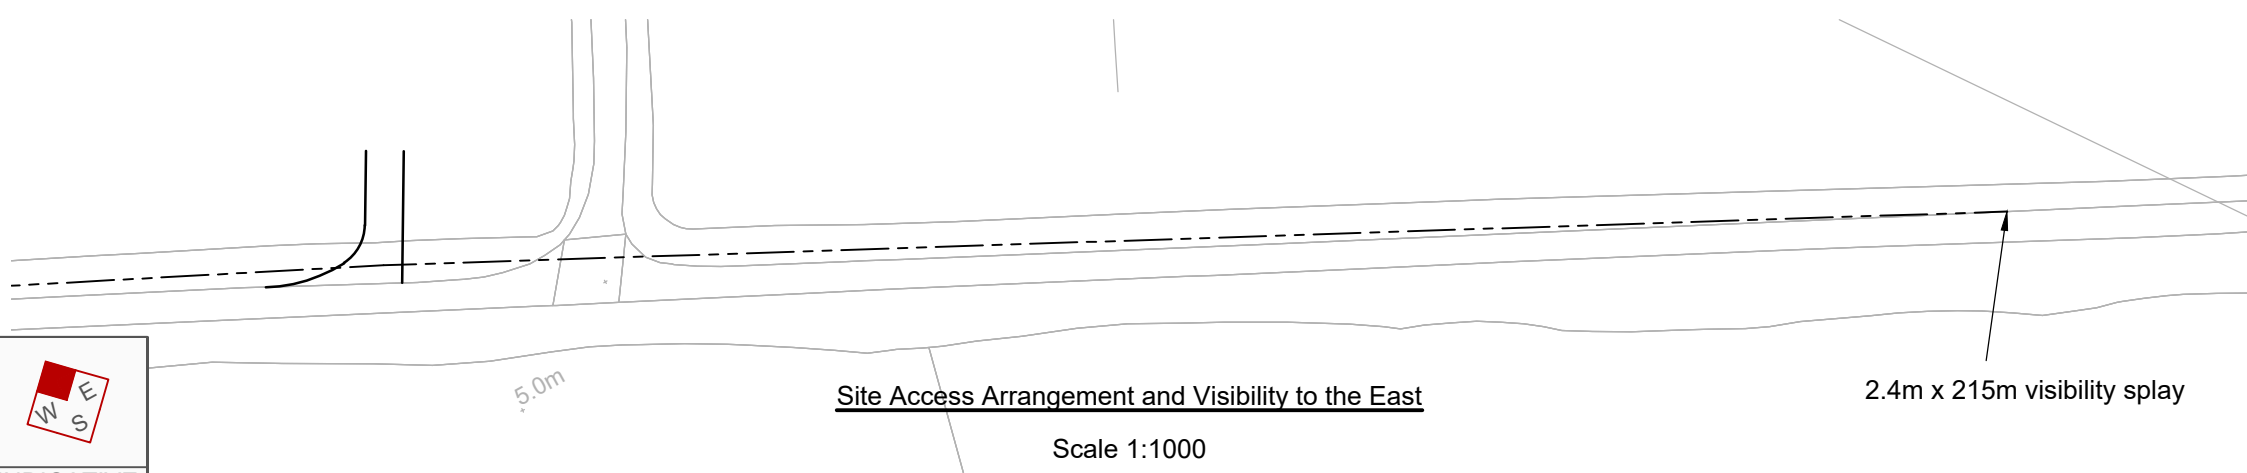 E
W
S
5.0m
Site Access Arrangement and Visibility to the East
Scale 1:1000
2.4m x 215m visibility splay